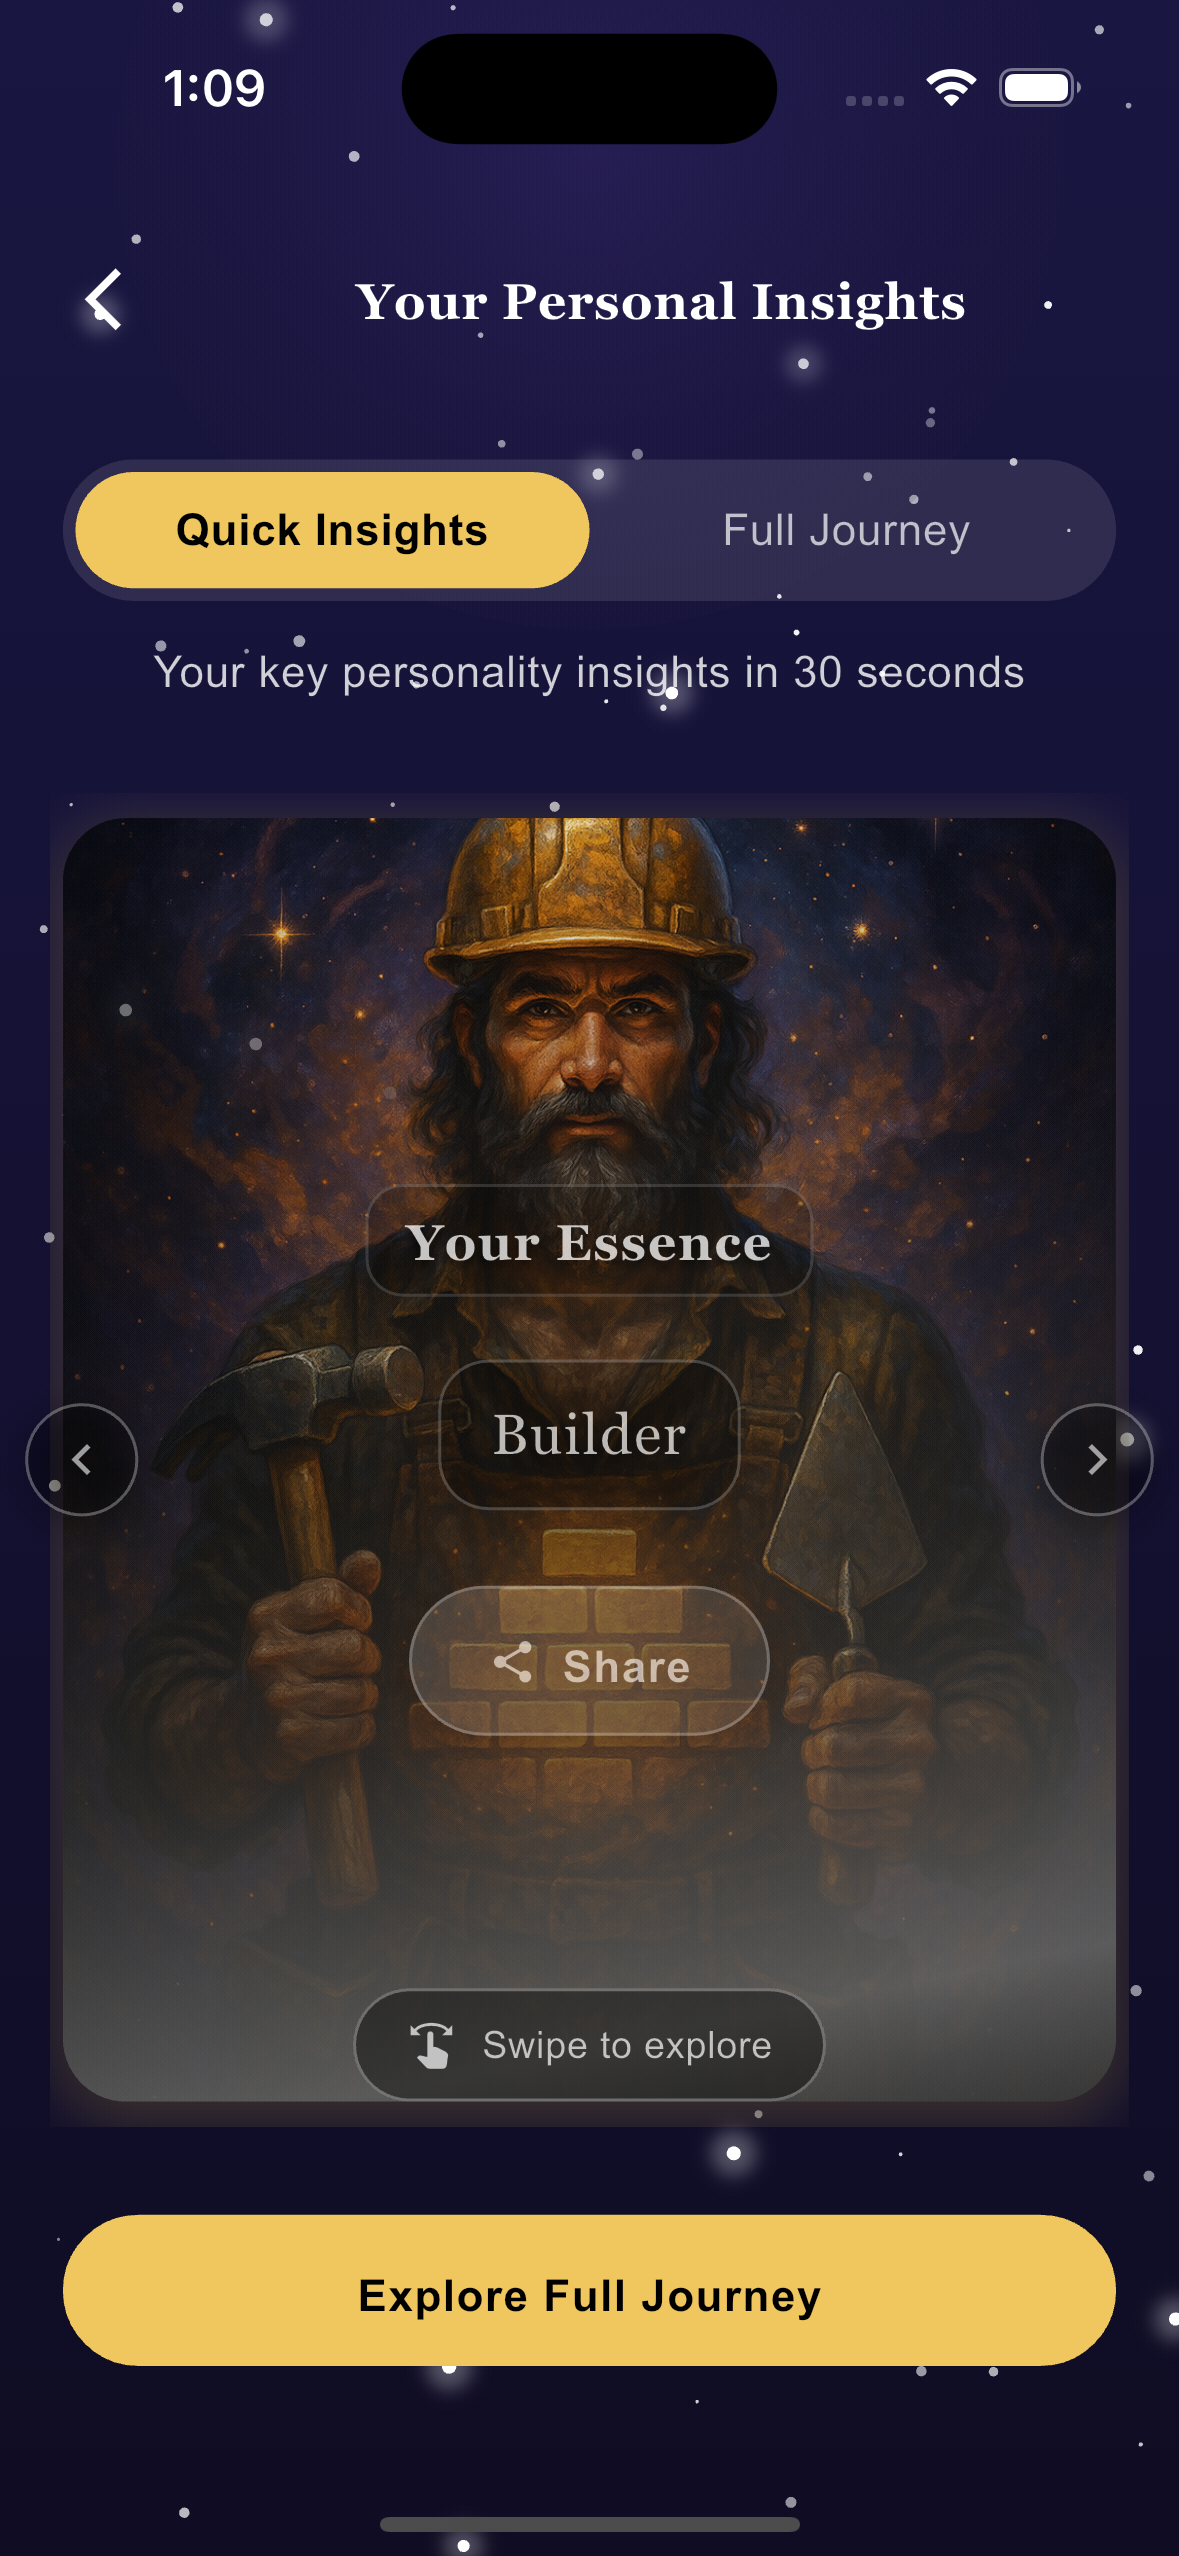 1:09
Your Personal Insights
Quick Insights
Full Journey
Your key personality insights in 30 seconds
Your Essence
Builder
Share
Swipe to explore
Explore Full Journey